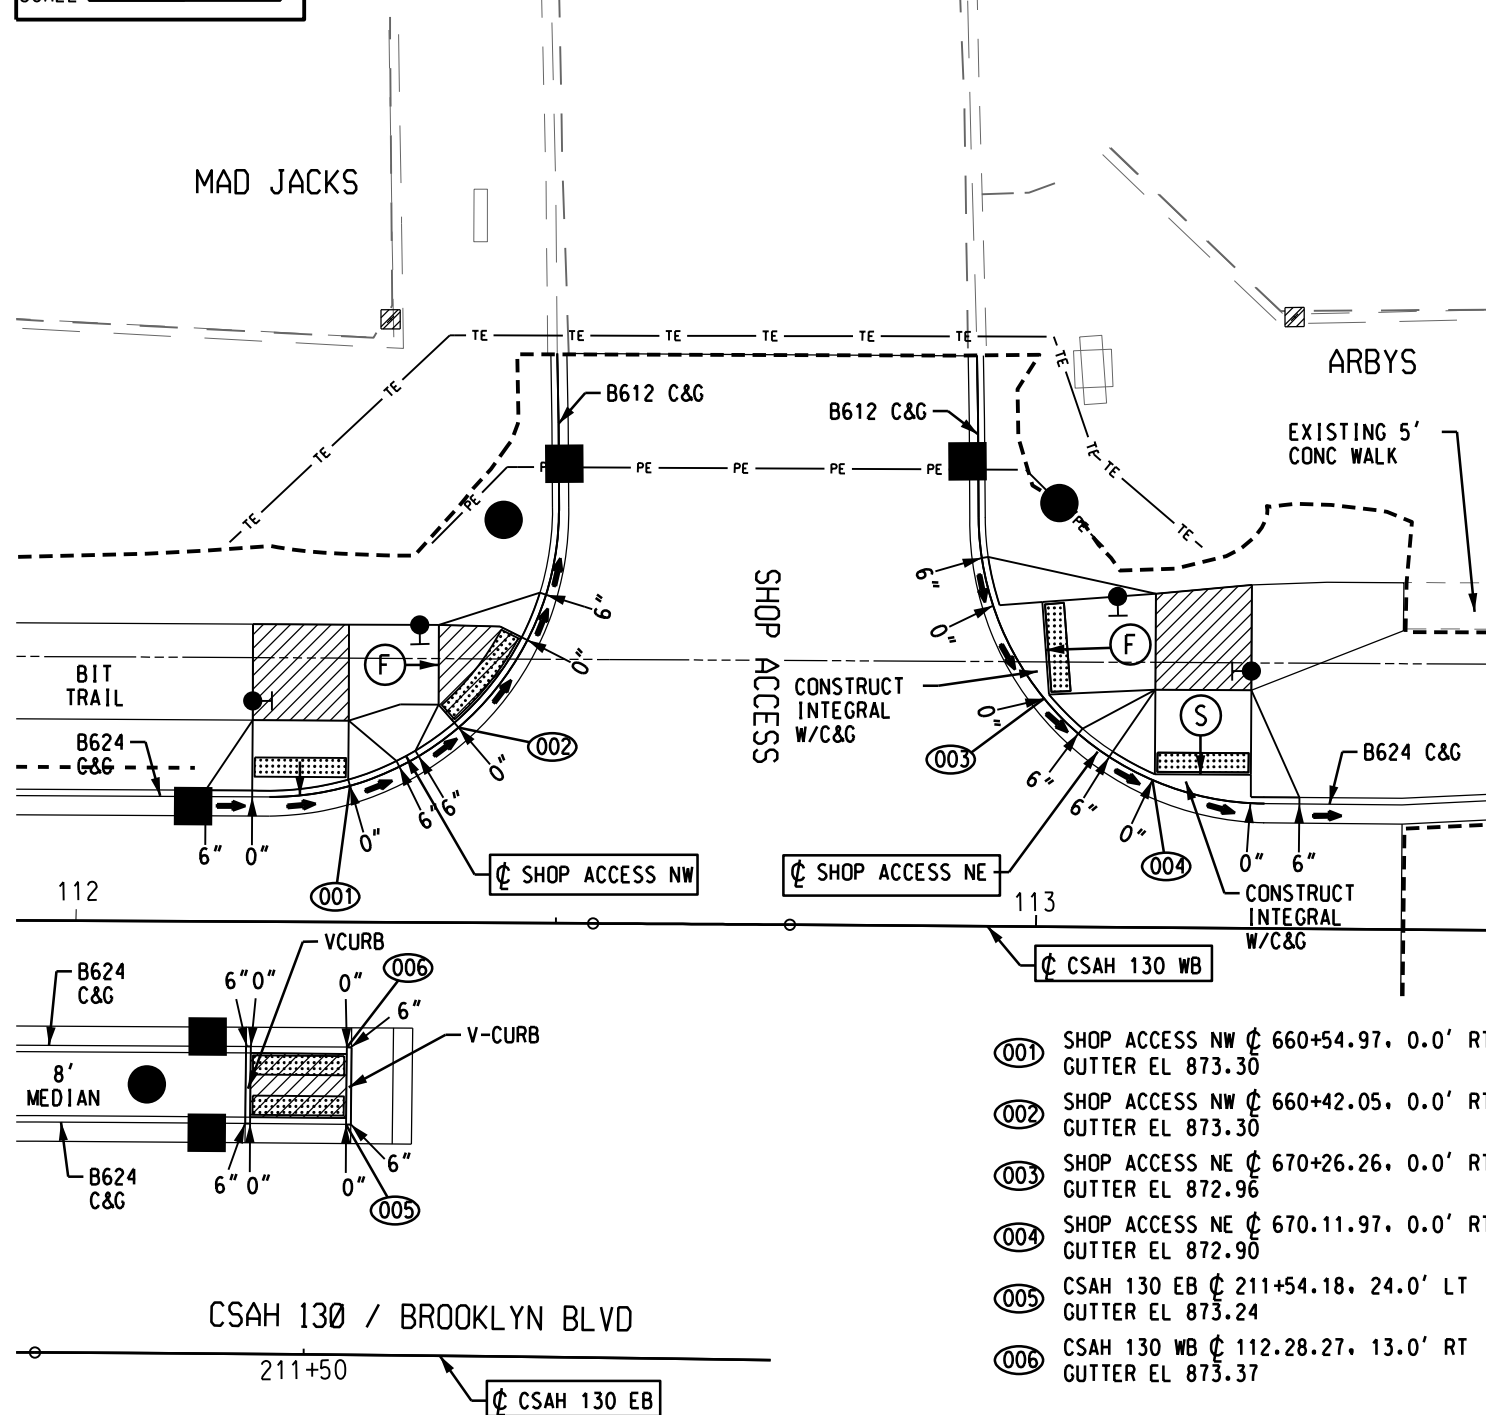 MAD JACKS
TE TE TE TE TE TE
ARBYS
TE
TE
B612 C&G
B612 C&G
EXISTING 5'
CONC WALK
TE
TE
TE
PE PE PE PE
PE
TE
PE
TE
6"
6"
0"
0"
F
F
BIT
TRAIL
SHOP ACCESS
CONSTRUCT
INTEGRAL
W/C&G
0"
S
B624
C&G
002
003
0"
B624 C&G
6"
6"
6"
6"
0"
0"
6"
0"
001
₵ SHOP ACCESS NW
₵ SHOP ACCESS NE
004
0"
6"
112
113
CONSTRUCT
INTEGRAL
W/C&G
VCURB
₵ CSAH 130 WB
B624
C&G
6"
0"
0"
006
6"
V-CURB
8'
MEDIAN
B624
C&G
6"
0"
0"
6"
005
001 SHOP ACCESS NW ₵ 660+54.97, 0.0' RT
GUTTER EL 873.30
002 SHOP ACCESS NW ₵ 660+42.05, 0.0' RT
GUTTER EL 873.30
003 SHOP ACCESS NE ₵ 670+26.26, 0.0' RT
GUTTER EL 872.96
004 SHOP ACCESS NE ₵ 670.11.97, 0.0' RT
GUTTER EL 872.90
005 CSAH 130 EB ₵ 211+54.18, 24.0' LT
GUTTER EL 873.24
006 CSAH 130 WB ₵ 112.28.27, 13.0' RT
GUTTER EL 873.37
CSAH 130 / BROOKLYN BLVD
211+50
₵ CSAH 130 EB